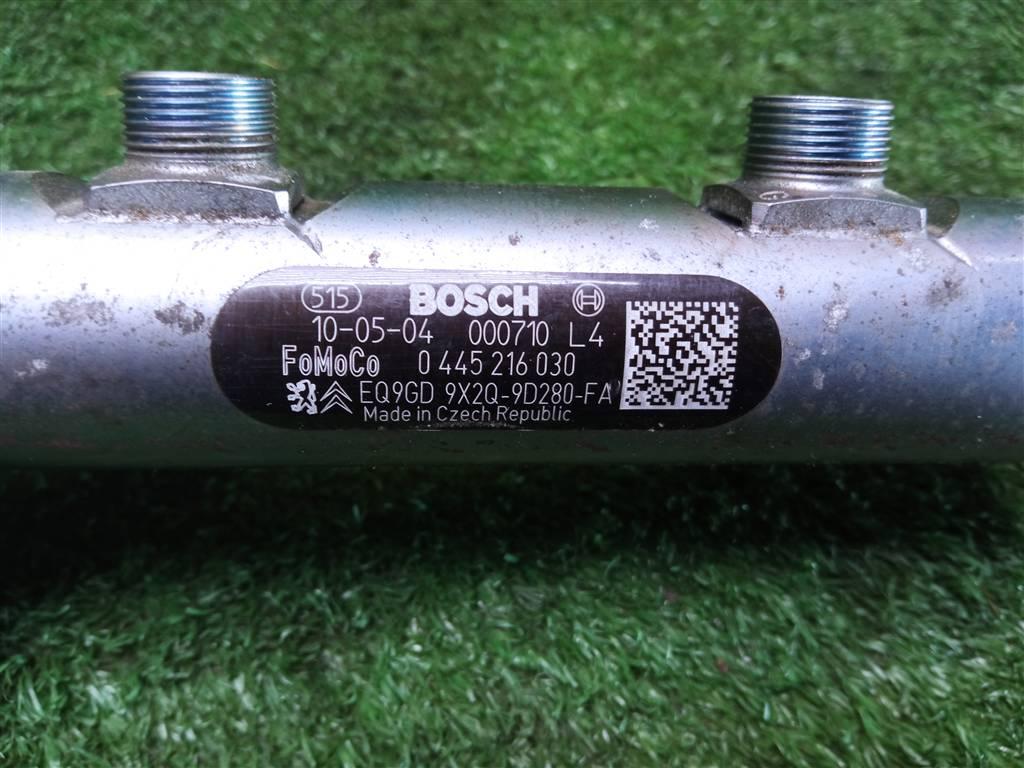 515 BOSCH
10-05-04 000710 L4
FoMoCo 0 445 216 030
EQ9GD 9X2Q-9D280-FA
Made in Czech Republic